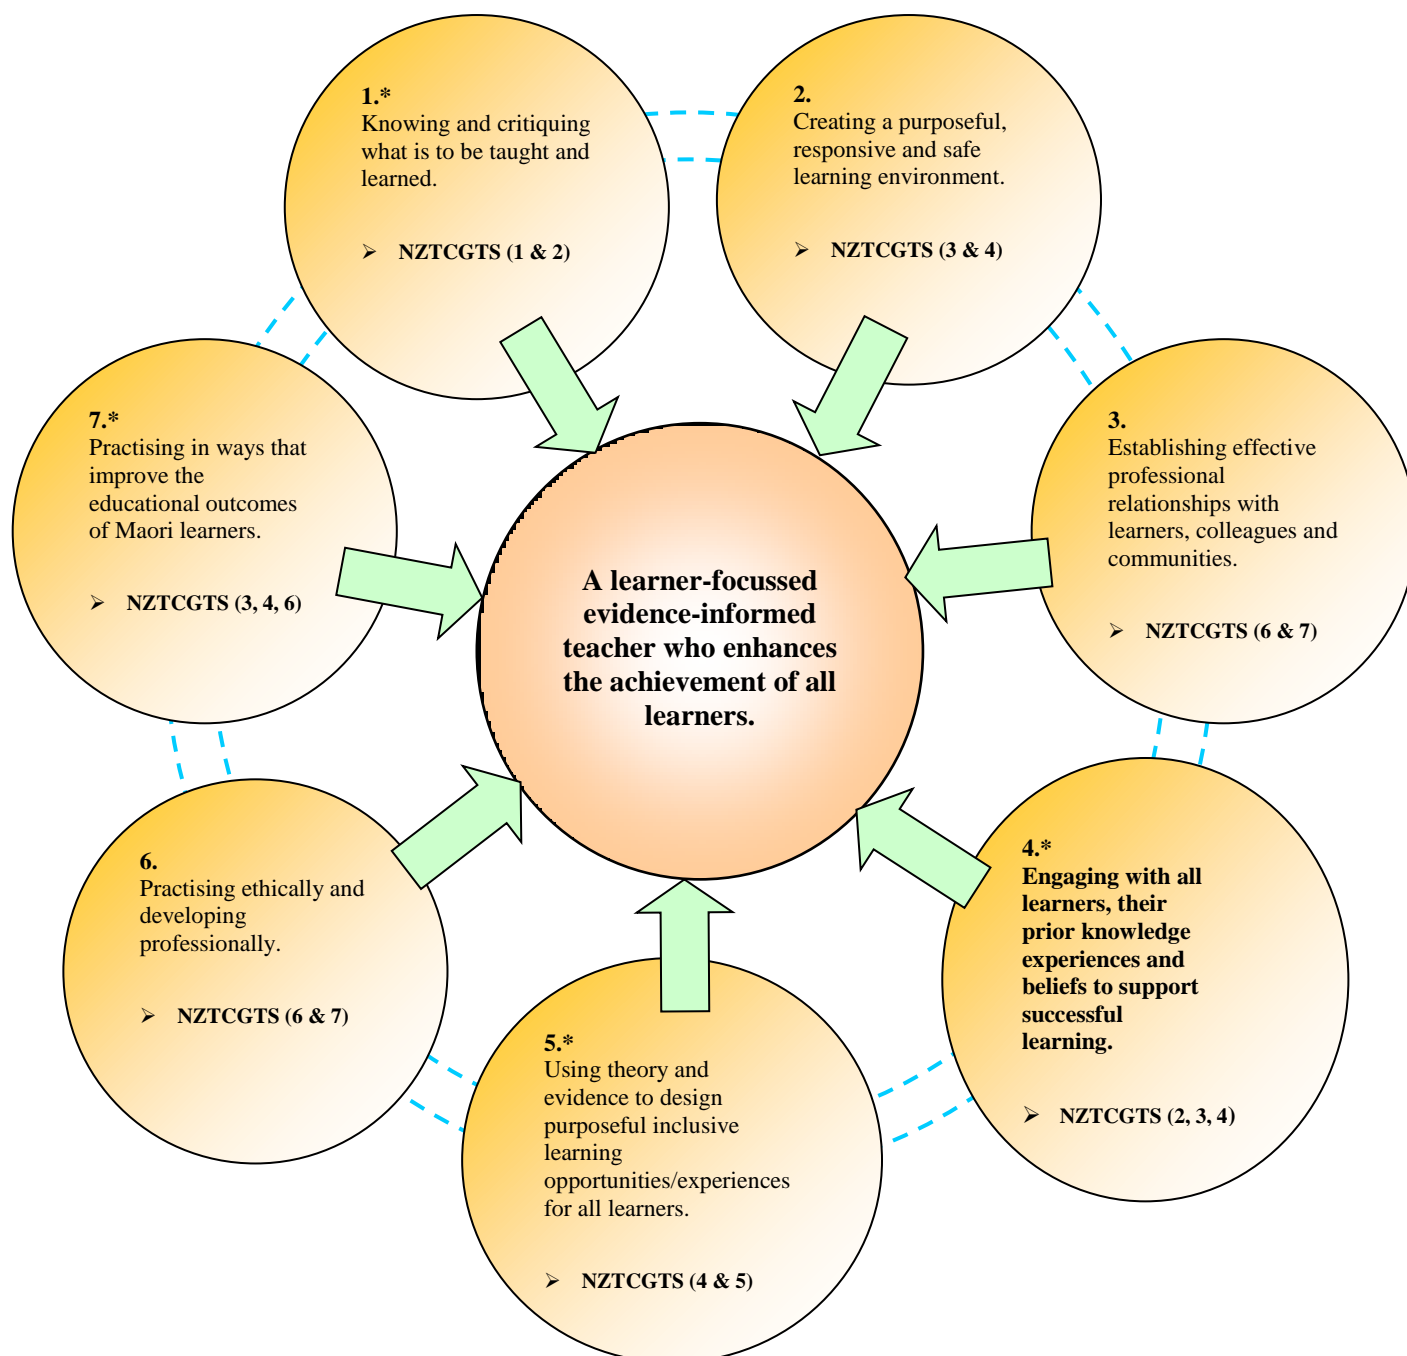 1.*
Knowing and critiquing
what is to be taught and
learned.
➢ NZTCGTS (1 & 2)
2.
Creating a purposeful,
responsive and safe
learning environment.
➢ NZTCGTS (3 & 4)
3.
Establishing effective
professional
relationships with
learners, colleagues and
communities.
➢ NZTCGTS (6 & 7)
4.*
Engaging with all
learners, their
prior knowledge
experiences and
beliefs to support
successful
learning.
➢ NZTCGTS (2, 3, 4)
5.*
Using theory and
evidence to design
purposeful inclusive
learning
opportunities/experiences
for all learners.
➢ NZTCGTS (4 & 5)
6.
Practising ethically and
developing
professionally.
➢ NZTCGTS (6 & 7)
7.*
Practising in ways that
improve the
educational outcomes
of Maori learners.
➢ NZTCGTS (3, 4, 6)
A learner-focussed
evidence-informed
teacher who enhances
the achievement of all
learners.